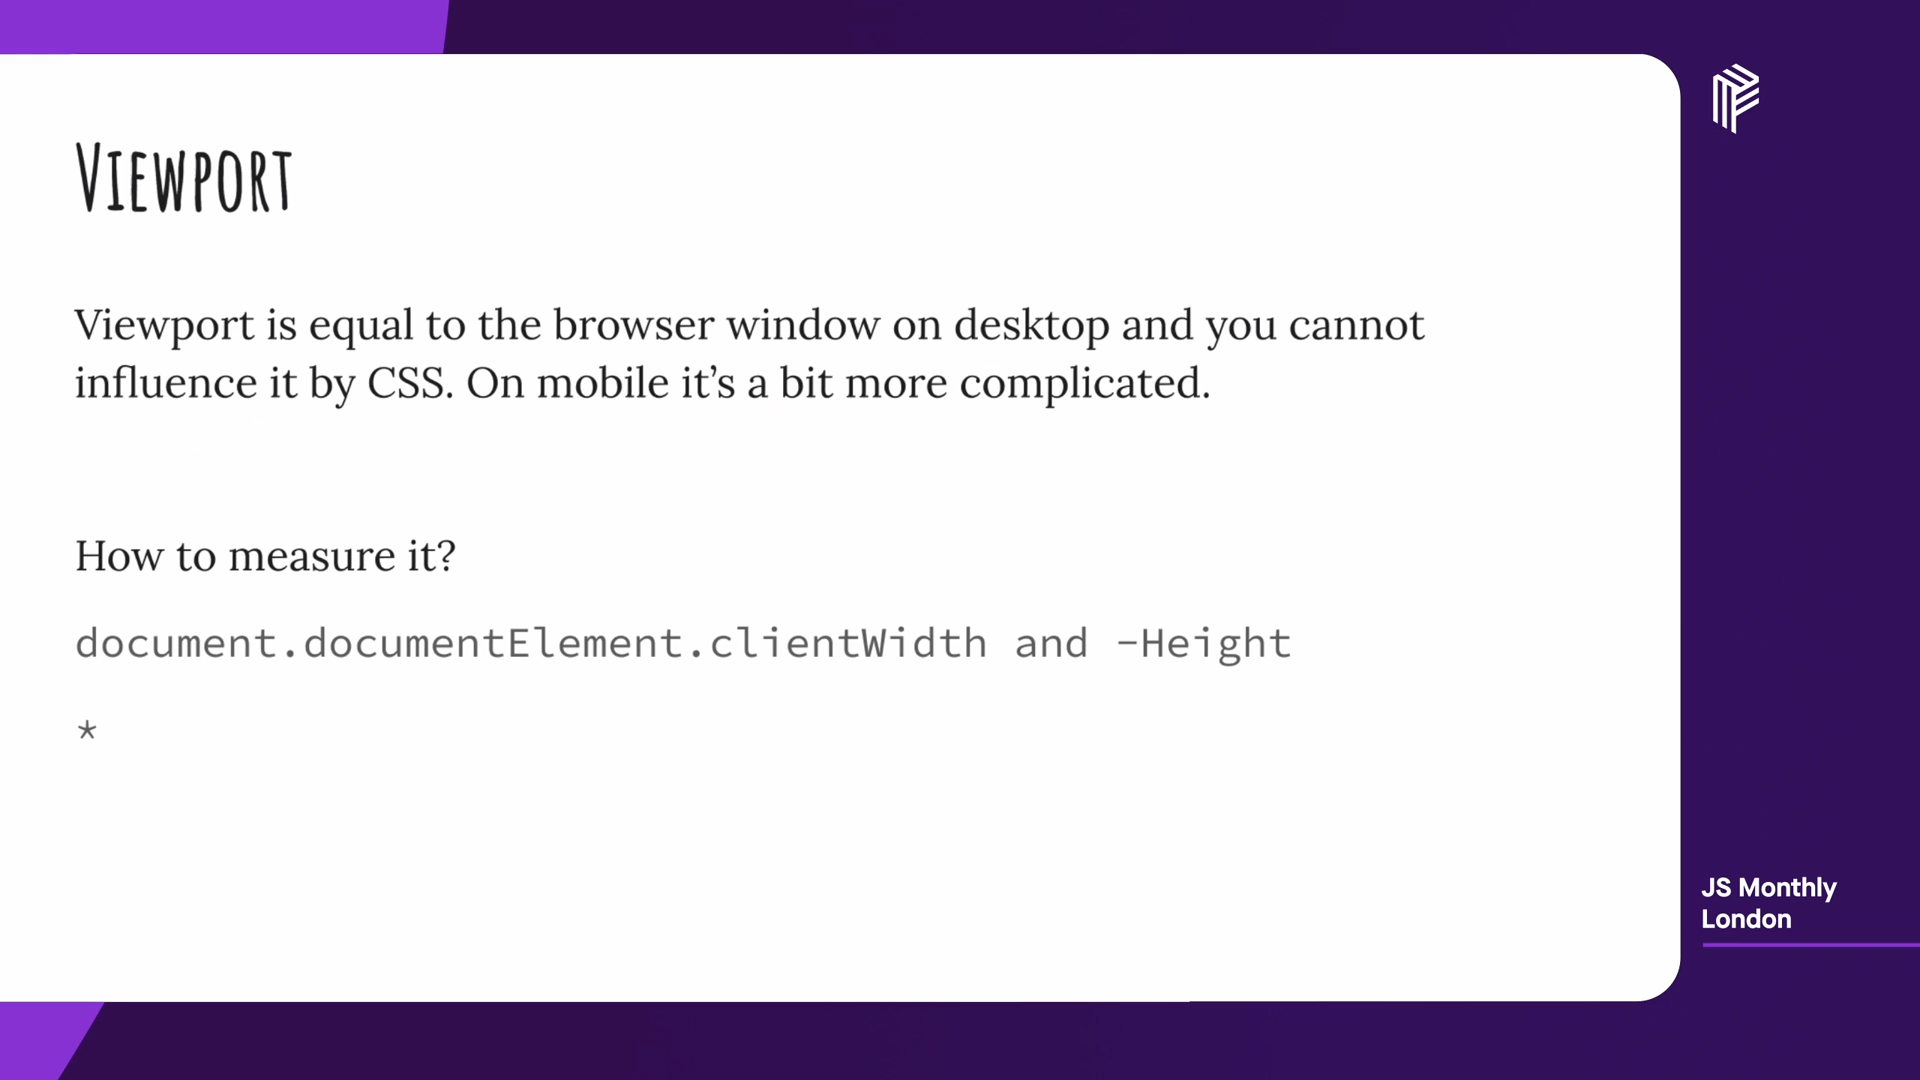 Viewport
Viewport is equal to the browser window on desktop and you cannot
influence it by CSS. On mobile it’s a bit more complicated.
How to measure it?
document.documentElement.clientWidth and -Height
*
JS Monthly
London